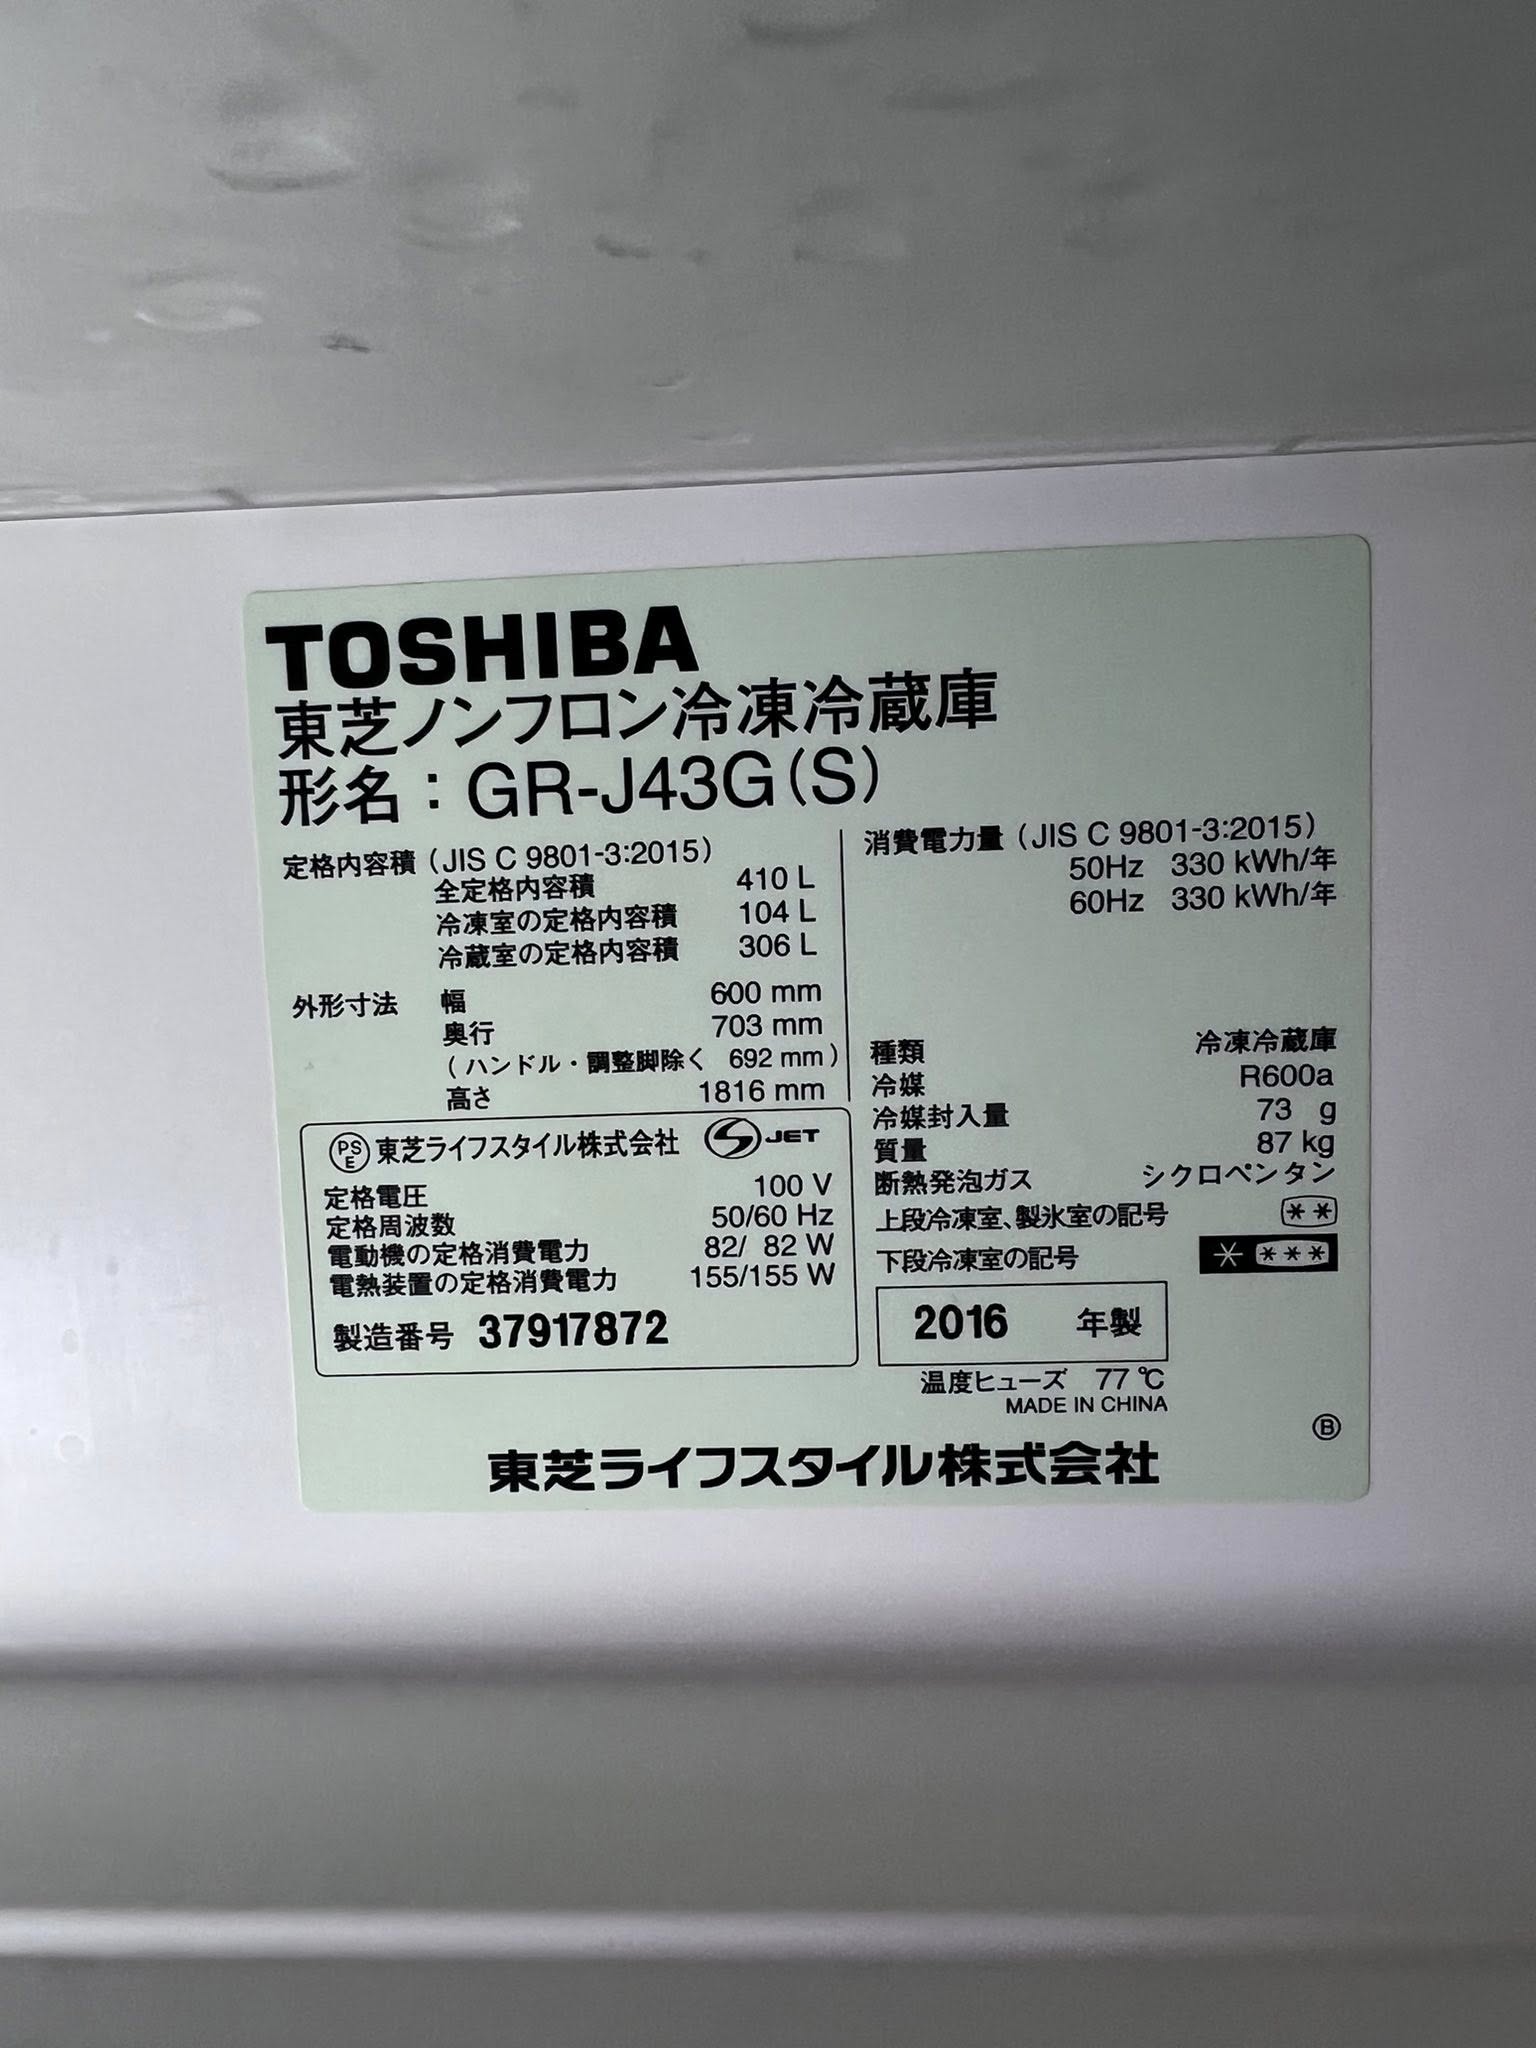 TOSHIBA
東芝ノンフロン冷凍冷蔵庫
形名：GR-J43G(S)
定格内容積（JIS C 9801-3:2015）
全定格内容積 410 L
冷凍室の定格内容積 104 L
冷蔵室の定格内容積 306 L
外形寸法 幅 600 mm
奥行 703 mm
（ハンドル・調整脚除く 692 mm）
高さ 1816 mm
消費電力量（JIS C 9801-3:2015）
50Hz 330 kWh/年
60Hz 330 kWh/年
種類 冷凍冷蔵庫
冷媒 R600a
冷媒封入量 73 g
質量 87 kg
断熱発泡ガス シクロペンタン
上段冷凍室、製氷室の記号 **
下段冷凍室の記号 * ***
PSE 東芝ライフスタイル株式会社 S JET
定格電圧 100 V
定格周波数 50/60 Hz
電動機の定格消費電力 82/ 82 W
電熱装置の定格消費電力 155/155 W
製造番号 37917872
2016 年製
温度ヒューズ 77 ℃
MADE IN CHINA
Ⓑ
東芝ライフスタイル株式会社